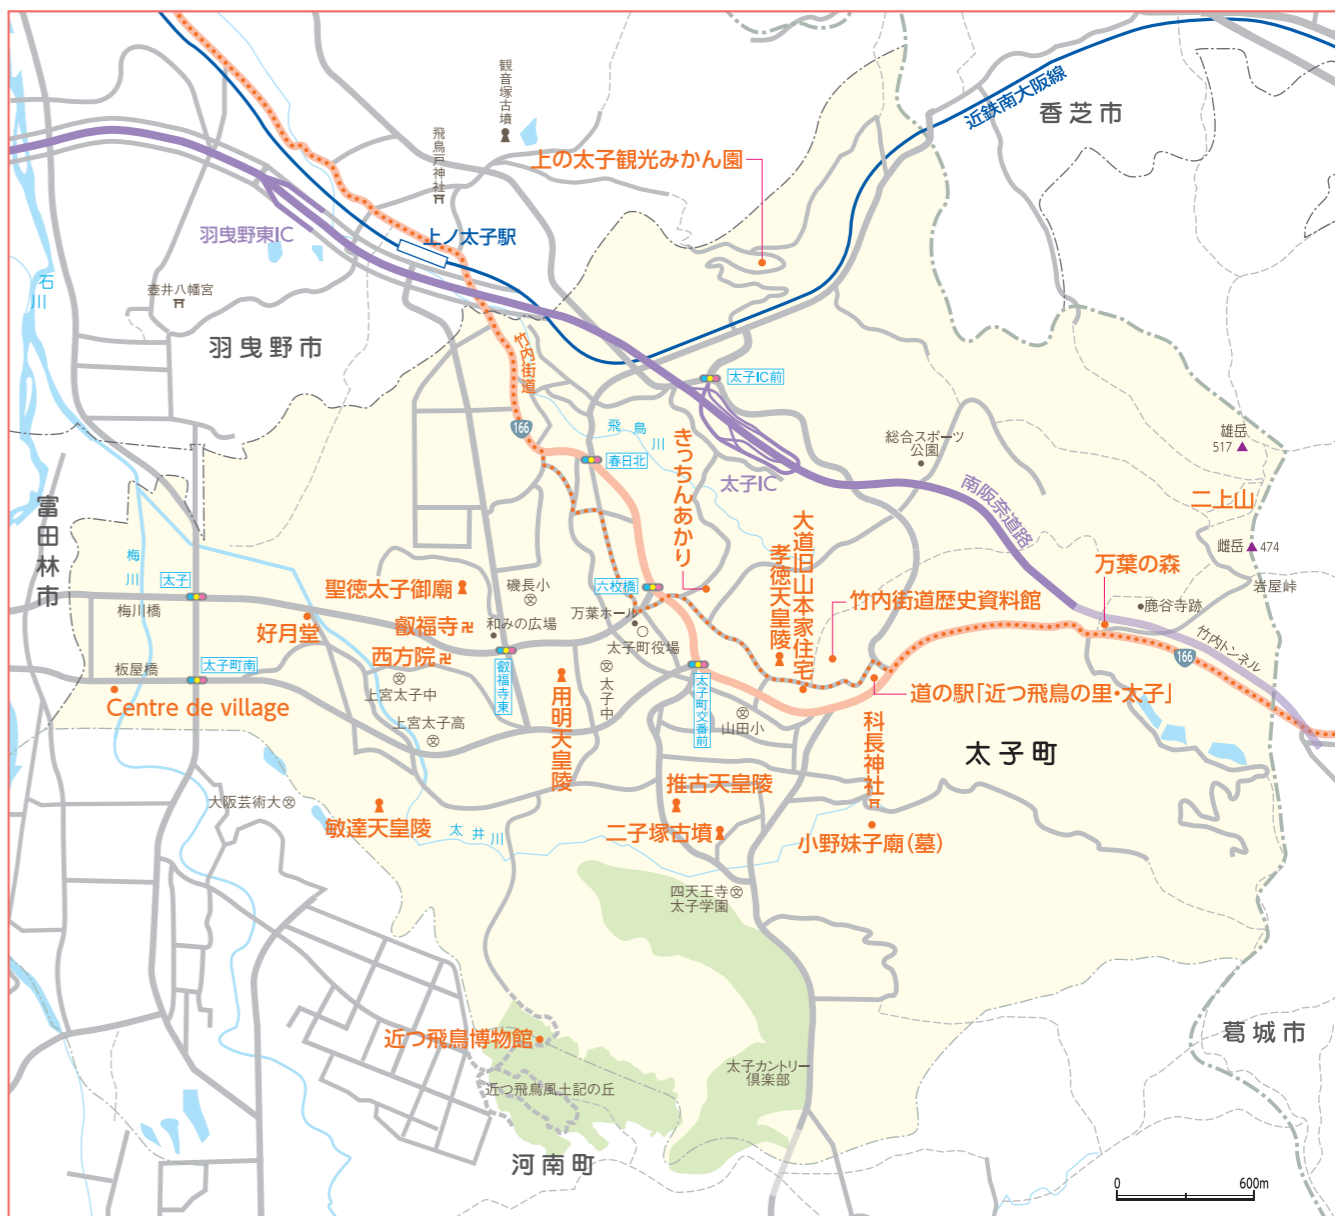 観音塚古墳
飛鳥戸神社
近鉄南大阪線
香芝市
上の太子観光みかん園
羽曳野東IC
上ノ太子駅
石川
壺井八幡宮
羽曳野市
竹内街道
太子IC前
166
飛鳥川
春日北
きっちんあかり
太子IC
総合スポーツ
公園
雄岳
517
南阪奈道路
二上山
富田林市
梅川
太子
梅川橋
聖徳太子御廟
磯長小
六枚橋
大道旧山本家住宅
孝徳天皇陵
雌岳
474
万葉の森
岩屋峠
鹿谷寺跡
竹内街道歴史資料館
万葉ホール
太子町役場
好月堂
叡福寺
和みの広場
西方院
竹内トンネル
166
板屋橋
太子町南
上宮太子中
叡福寺東
太子中
太子町交番前
道の駅「近つ飛鳥の里・太子」
Centre de village
上宮太子高
用明天皇陵
山田小
科長神社
太子町
推古天皇陵
大阪芸術大
敏達天皇陵
太井川
二子塚古墳
小野妹子廟(墓)
四天王寺
太子学園
近つ飛鳥博物館
近つ飛鳥風土記の丘
太子カントリー
倶楽部
葛城市
河南町
0
600m